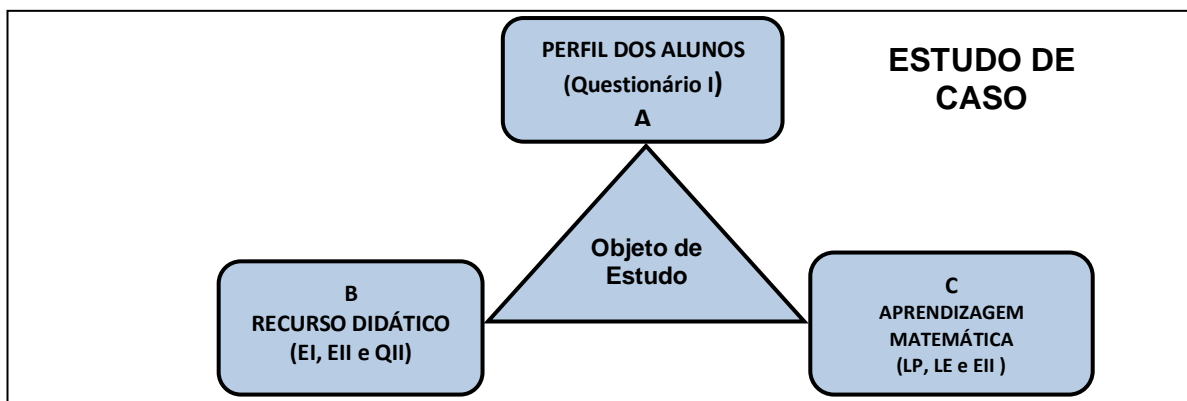 PERFIL DOS ALUNOS
(Questionário I)
A
ESTUDO DE
CASO
Objeto de
Estudo
B
RECURSO DIDÁTICO
(EI, EII e QII)
C
APRENDIZAGEM
MATEMÁTICA
(LP, LE e EII )